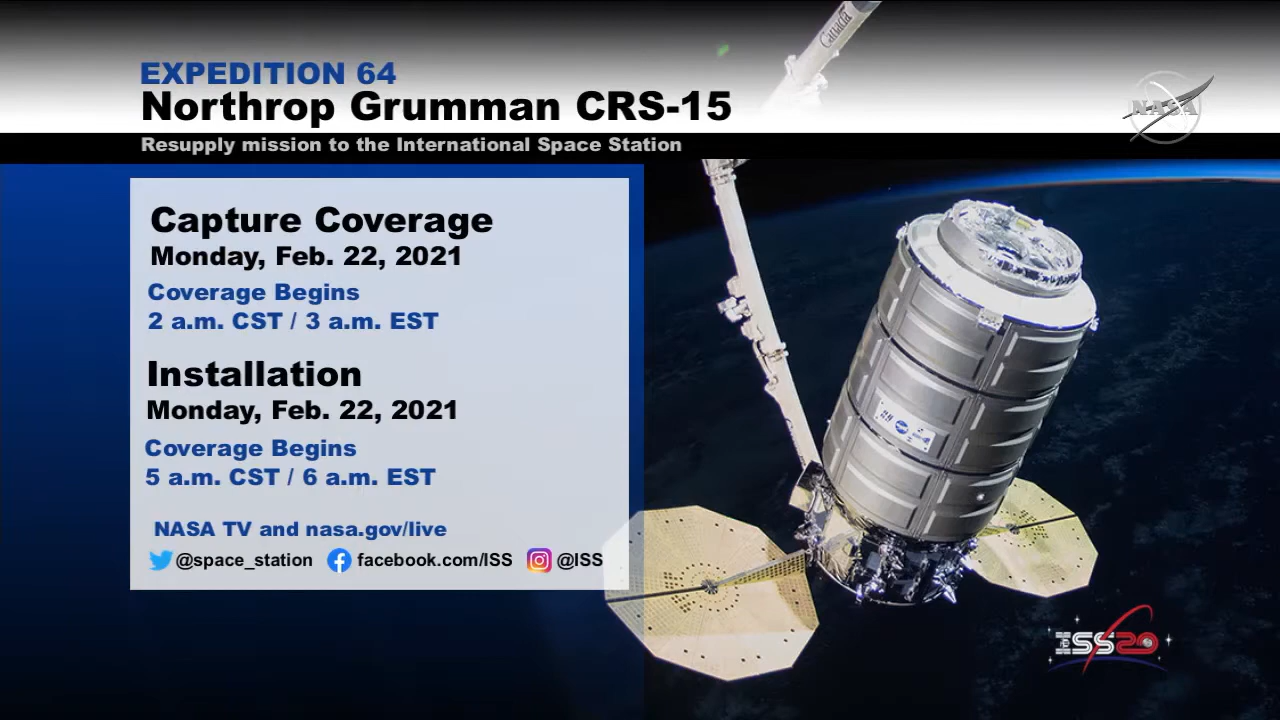 Canada
EXPEDITION 64
Northrop Grumman CRS-15
NASA
Resupply mission to the International Space Station
Capture Coverage
Monday, Feb. 22, 2021
Coverage Begins
2 a.m. CST / 3 a.m. EST
Installation
Monday, Feb. 22, 2021
Coverage Begins
5 a.m. CST / 6 a.m. EST
NASA TV and nasa.gov/live
@space_station facebook.com/ISS @ISS
ISS20